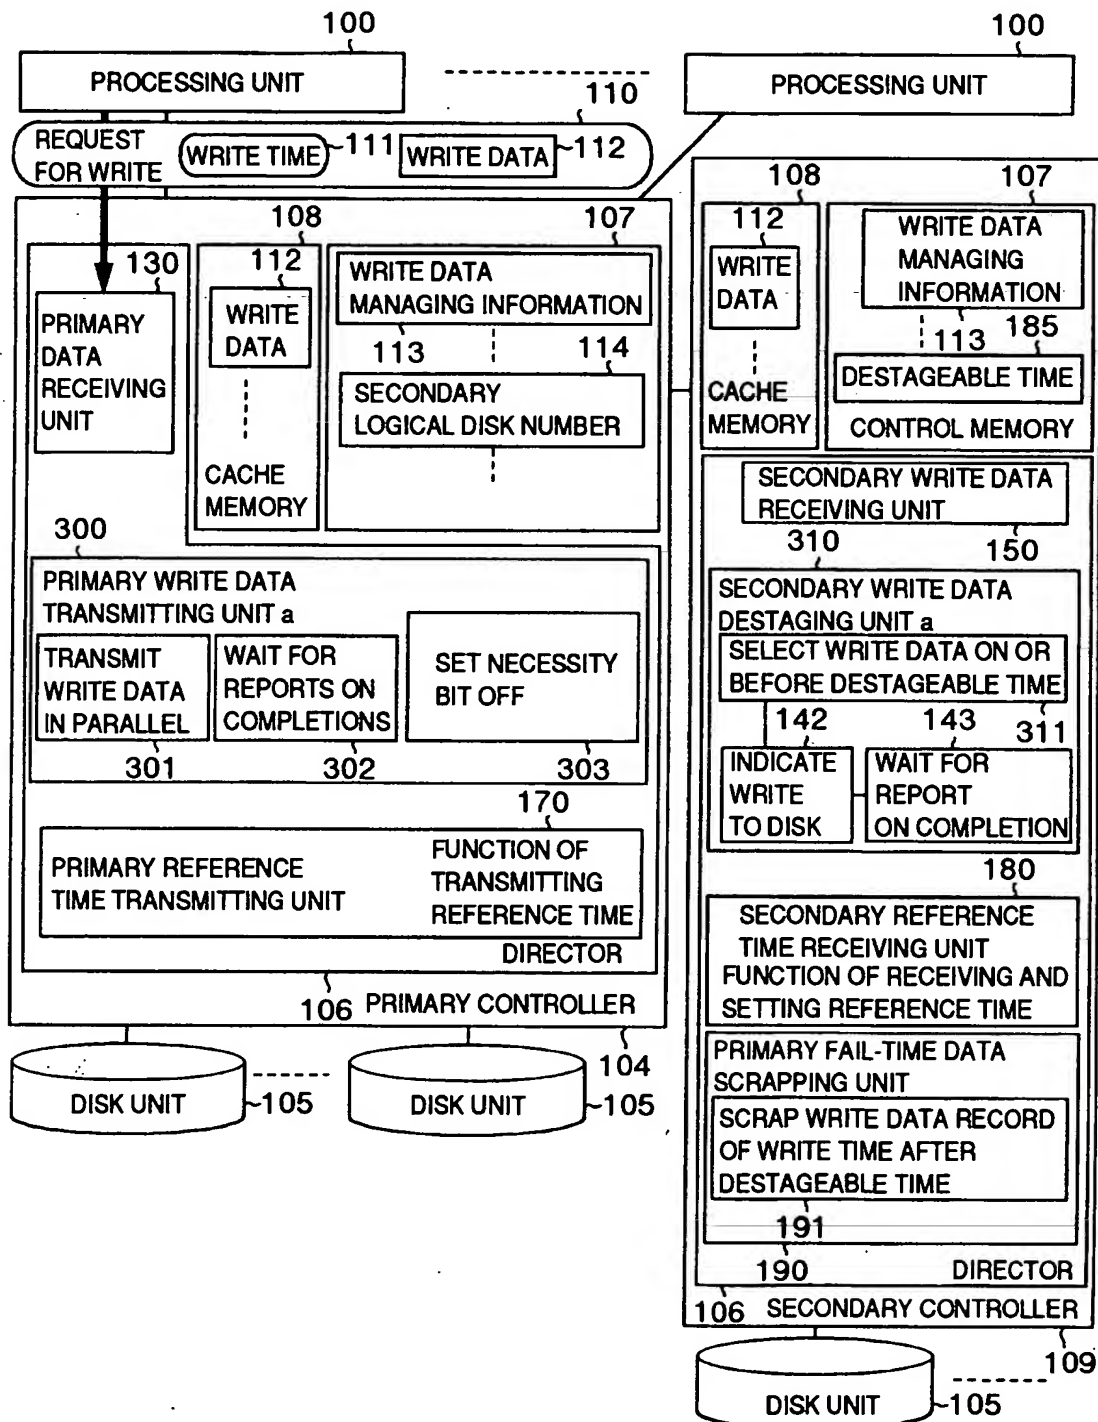 100
PROCESSING UNIT
100
PROCESSING UNIT
110
REQUEST
FOR WRITE
WRITE TIME
111
WRITE DATA
112
108
107
130
PRIMARY
DATA
RECEIVING
UNIT
112
WRITE
DATA
CACHE
MEMORY
WRITE DATA
MANAGING INFORMATION
113
114
SECONDARY
LOGICAL DISK NUMBER
300
PRIMARY WRITE DATA
TRANSMITTING UNIT a
TRANSMIT
WRITE DATA
IN PARALLEL
301
WAIT FOR
REPORTS ON
COMPLETIONS
302
SET NECESSITY
BIT OFF
303
170
PRIMARY REFERENCE
TIME TRANSMITTING UNIT
FUNCTION OF
TRANSMITTING
REFERENCE TIME
DIRECTOR
106
PRIMARY CONTROLLER
104
DISK UNIT
105
DISK UNIT
105
108
107
112
WRITE
DATA
CACHE
MEMORY
WRITE DATA
MANAGING
INFORMATION
113
185
DESTAGEABLE TIME
CONTROL MEMORY
SECONDARY WRITE DATA
RECEIVING UNIT
150
310
SECONDARY WRITE DATA
DESTAGING UNIT a
SELECT WRITE DATA ON OR
BEFORE DESTAGEABLE TIME
311
142
INDICATE
WRITE
TO DISK
143
WAIT FOR
REPORT
ON COMPLETION
180
SECONDARY REFERENCE
TIME RECEIVING UNIT
FUNCTION OF RECEIVING AND
SETTING REFERENCE TIME
PRIMARY FAIL-TIME DATA
SCRAPPING UNIT
SCRAP WRITE DATA RECORD
OF WRITE TIME AFTER
DESTAGEABLE TIME
191
190
DIRECTOR
106
SECONDARY CONTROLLER
109
DISK UNIT
105